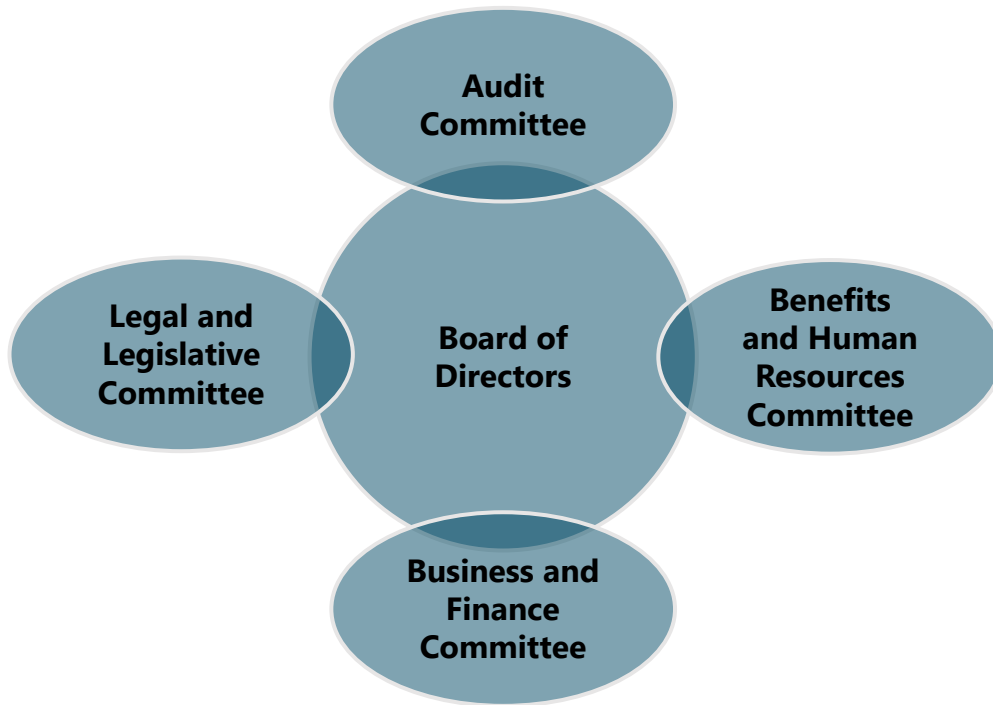 Audit
Committee
Legal and
Legislative
Committee
Board of
Directors
Benefits
and Human
Resources
Committee
Business and
Finance
Committee